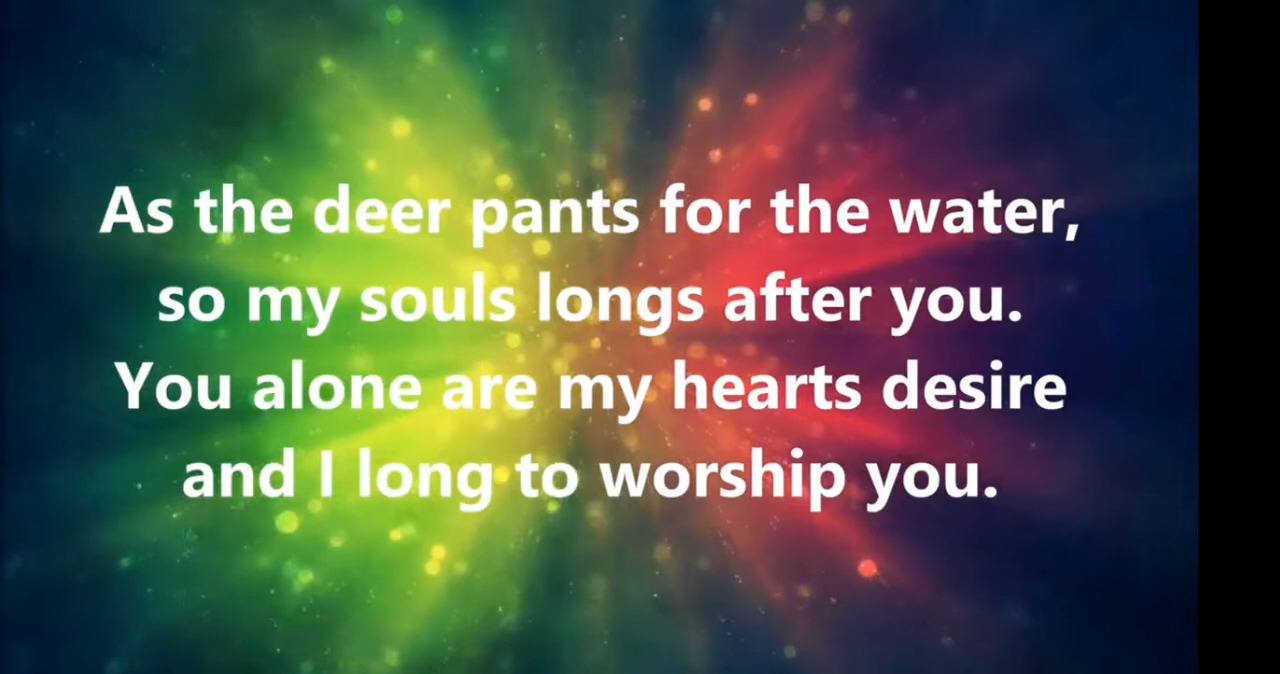 As the deer pants for the water,
so my souls longs after you.
You alone are my hearts desire
and I long to worship you.